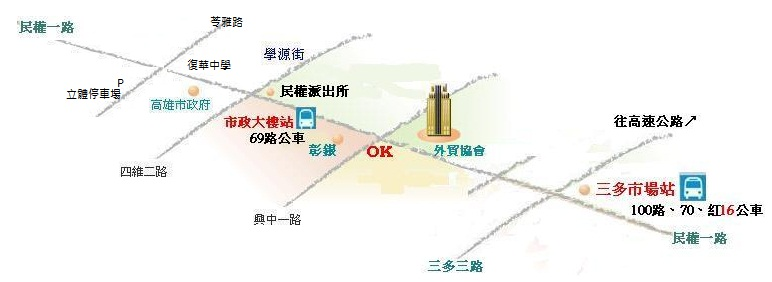 苓雅路
民權一路
學源街
復華中學
P
立體停車場
高雄市政府
民權派出所
市政大樓站
69路公車
彰銀
OK
外貿協會
往高速公路↗
四維二路
三多市場站
100路、70、紅16公車
興中一路
民權一路
三多三路